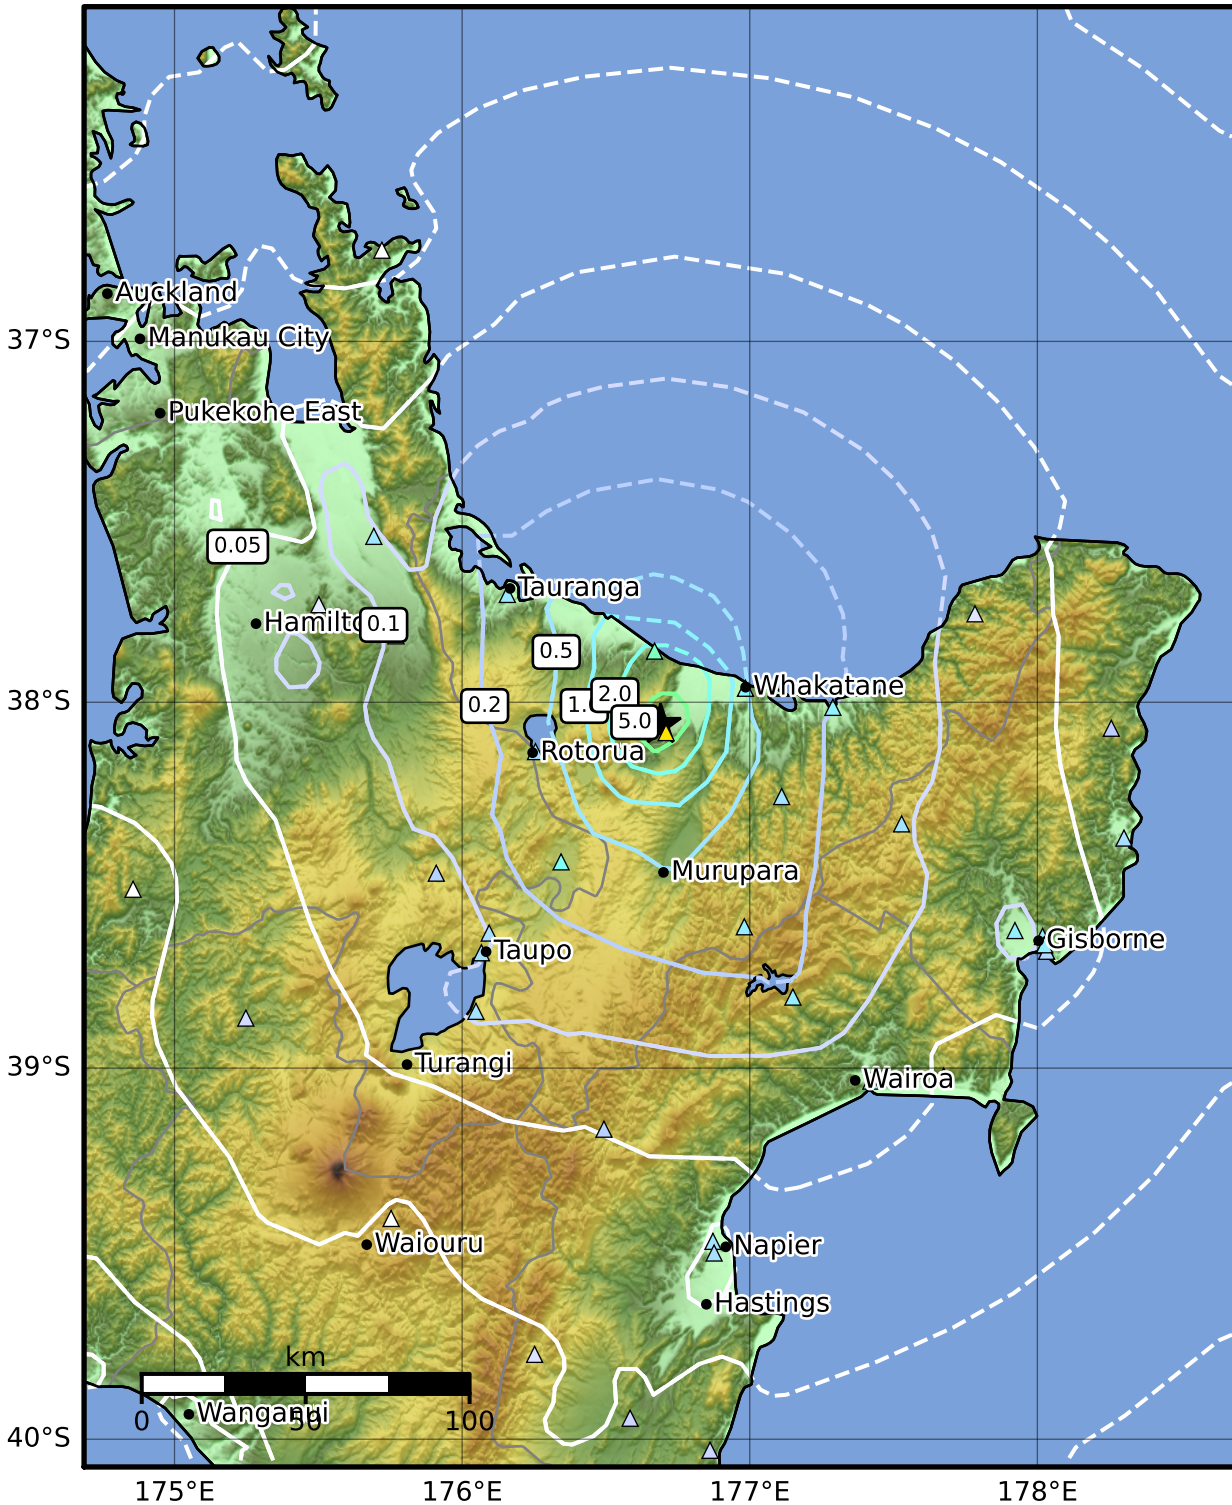 Auckland
37°S
Manukau City
Pukekohe East
0.05
Tauranga
Hamilto
0.1
0.5
Whakatane
38°S
0.2
1.
2.0
5.0
Rotorua
Murupara
Gisborne
Taupo
Turangi
39°S
Wairoa
Waiouru
Napier
Hastings
km
0 50 100
Wanganui
40°S
175°E 176°E 177°E 178°E